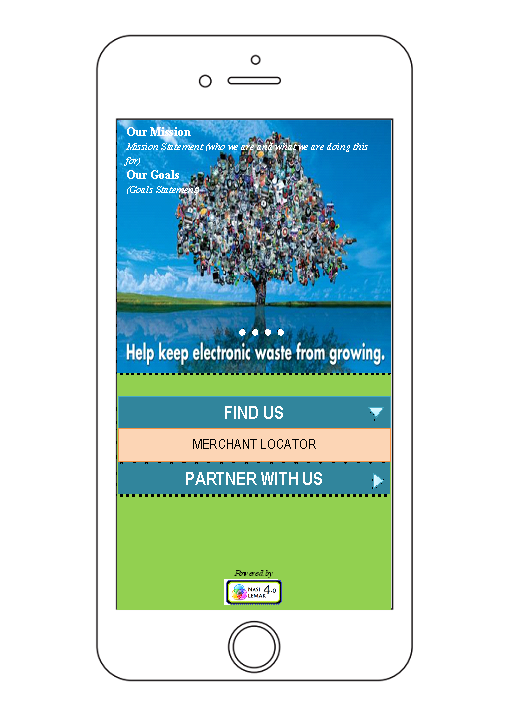 Our Mission
Mission Statement (who we are and what we are doing this
for)
Our Goals
(Goals Statement)
Help keep electronic waste from growing.
FIND US
MERCHANT LOCATOR
PARTNER WITH US
Powered by
NASI
LEMAK 4.0